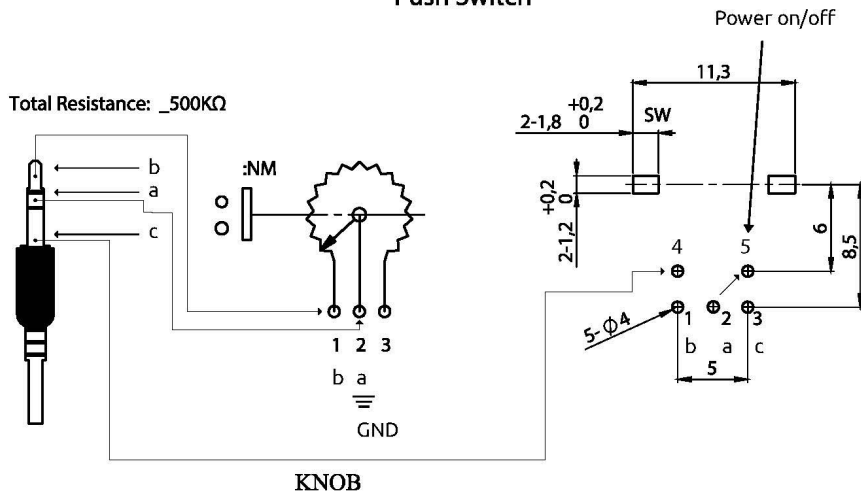 Push Switch
Power on/off
Total Resistance: _500KΩ
11,3
2-1,8 +0,2 0
SW
b
a
c
:NM
2-1,2 +0,2 0
6
8,5
4 5
5-Φ4
1 2 3
b a c
5
1 2 3
b a
GND
KNOB